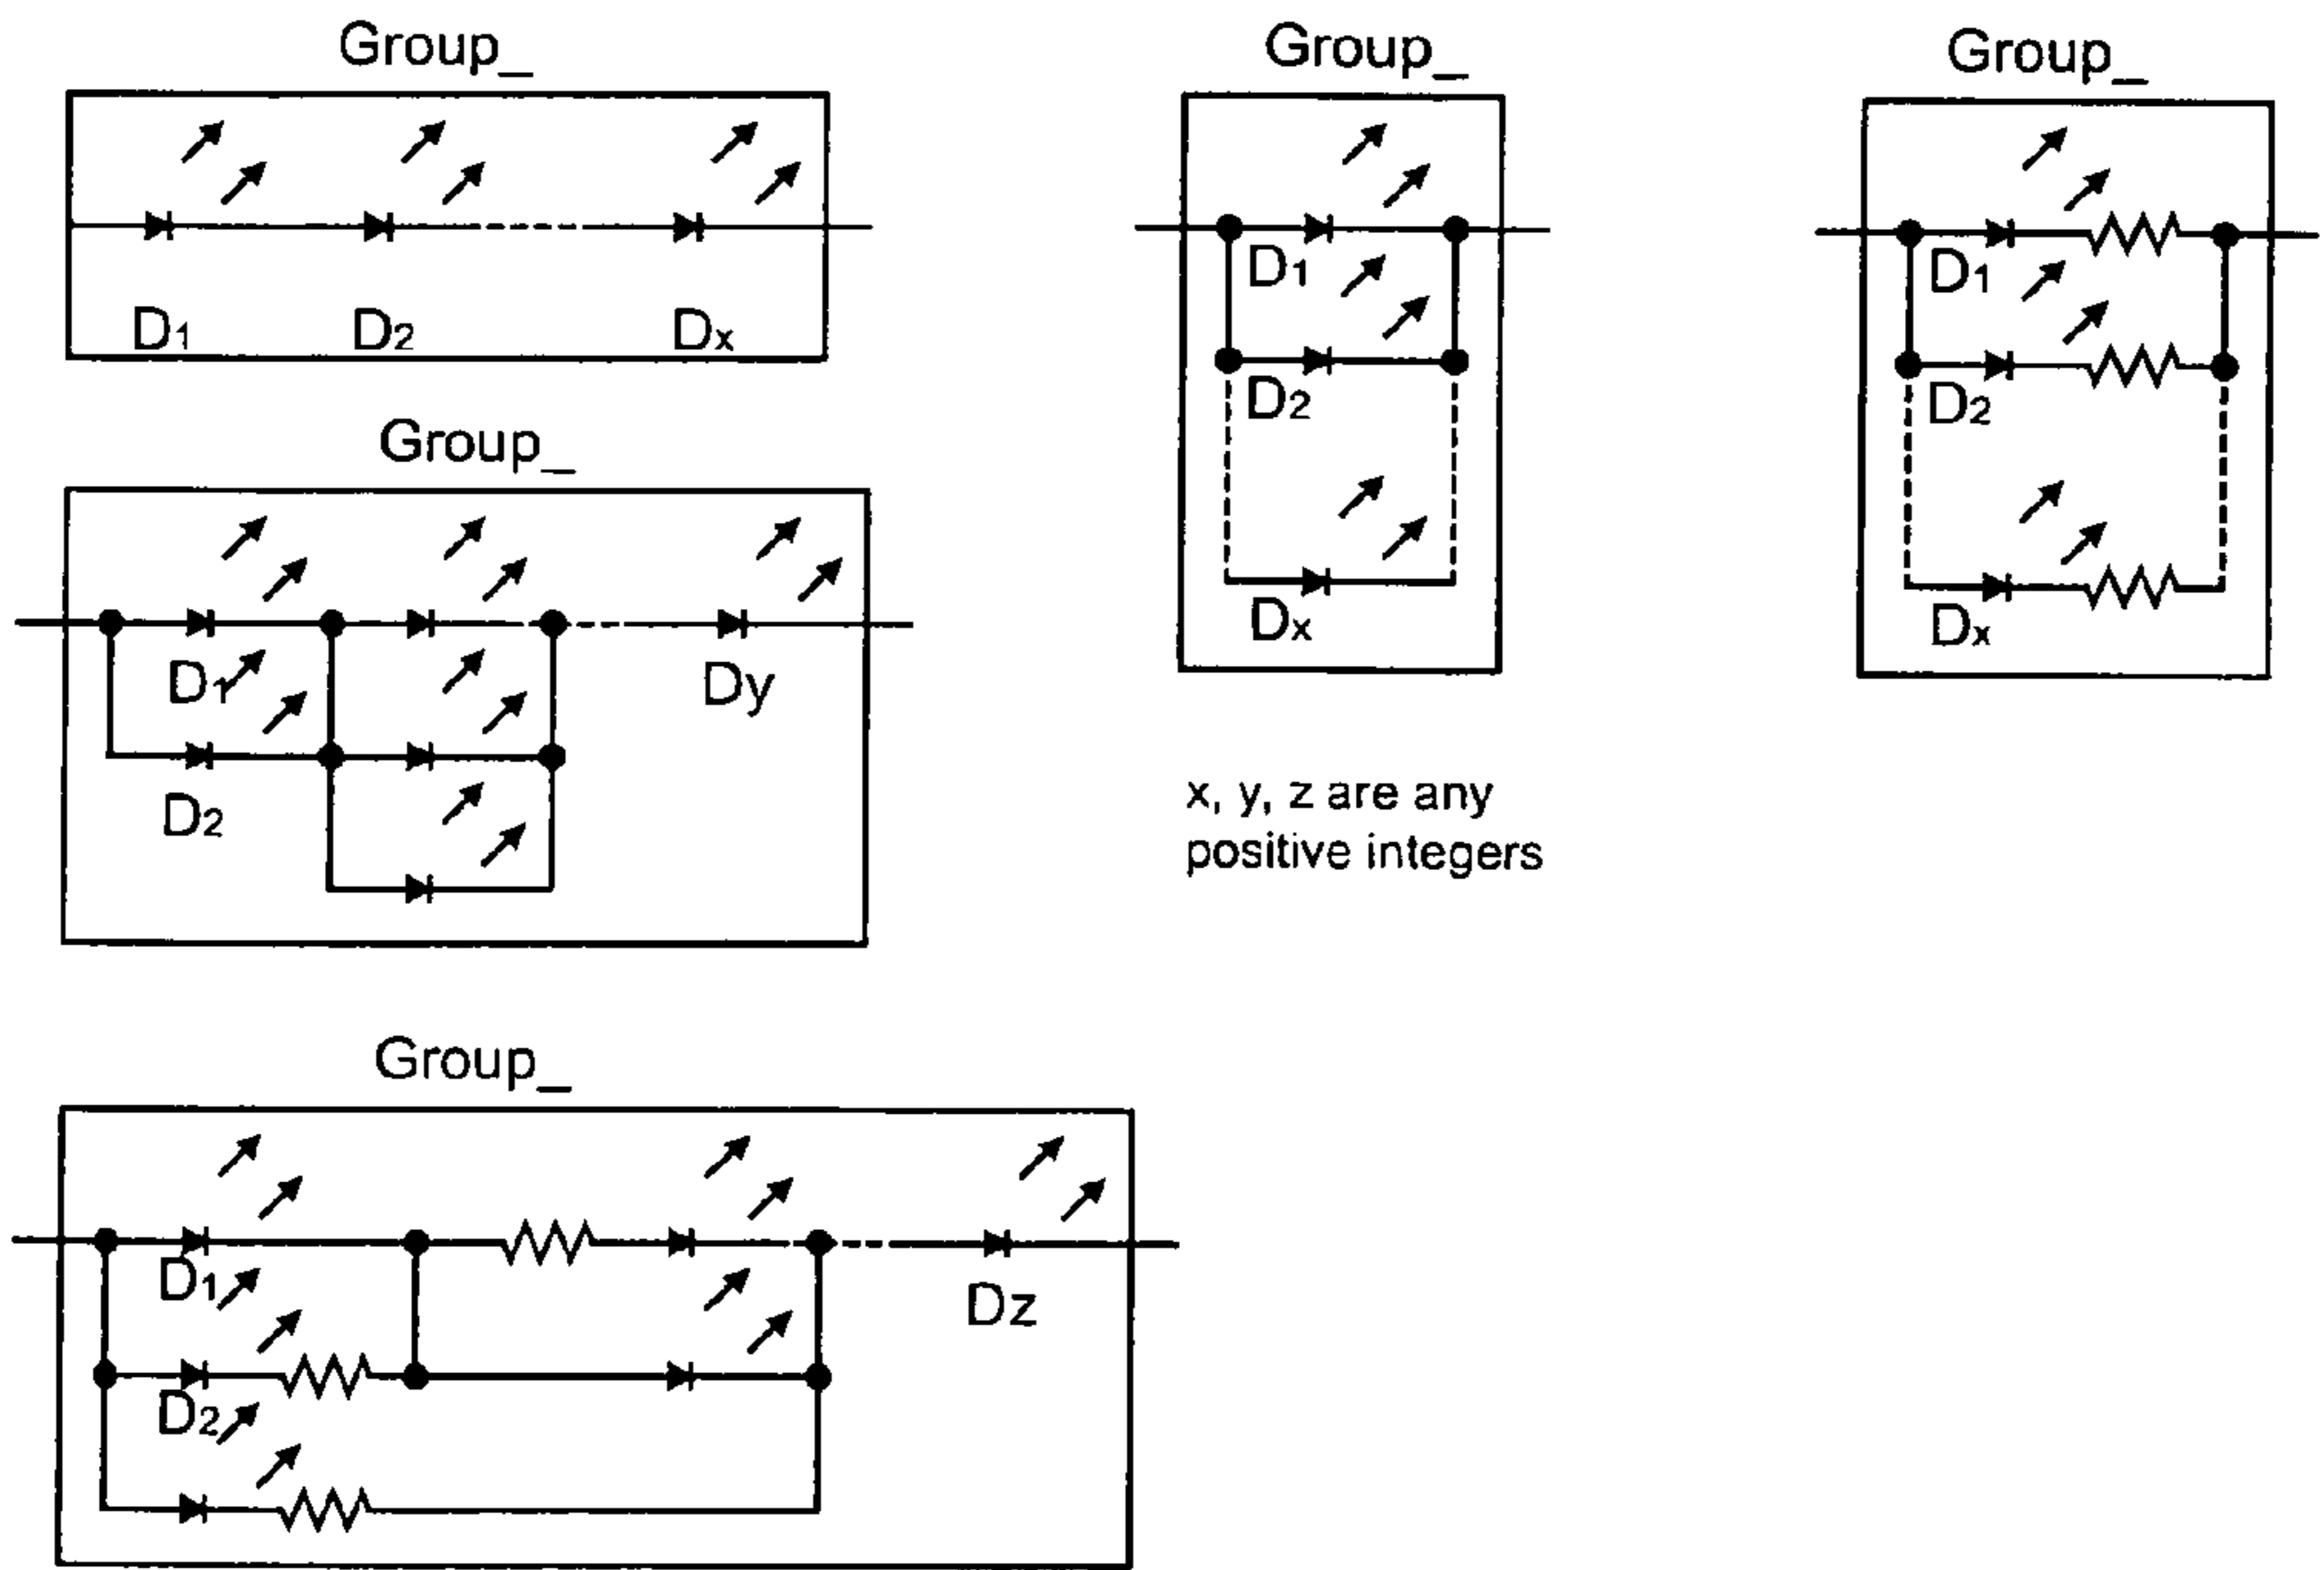 Group_
D1 D2 Dx
Group_
D1
D2
Dx
Group_
D1
D2
Dx
Group_
D1
Dy
D2
x, y, z are any
positive integers
Group_
D1
Dz
D2